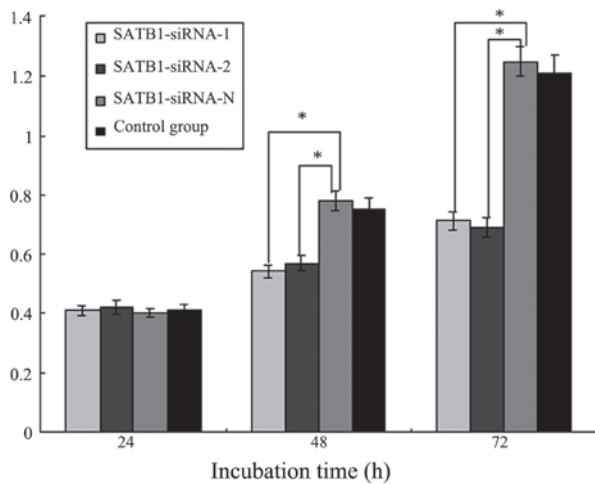 1.4
1.2
1
0.8
0.6
0.4
0.2
0
SATB1-siRNA-1
SATB1-siRNA-2
SATB1-siRNA-N
Control group
*
*
*
*
24 48 72
Incubation time (h)